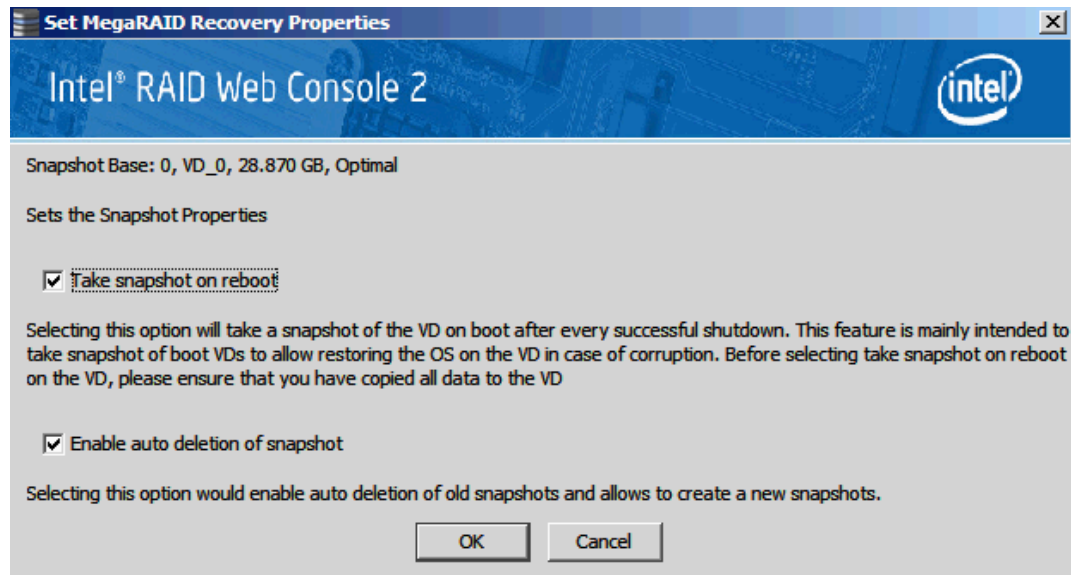 Set MegaRAID Recovery Properties
Intel® RAID Web Console 2
intel
Snapshot Base: 0, VD_0, 28.870 GB, Optimal
Sets the Snapshot Properties
Take snapshot on reboot
Selecting this option will take a snapshot of the VD on boot after every successful shutdown. This feature is mainly intended to
take snapshot of boot VDs to allow restoring the OS on the VD in case of corruption. Before selecting take snapshot on reboot
on the VD, please ensure that you have copied all data to the VD
Enable auto deletion of snapshot
Selecting this option would enable auto deletion of old snapshots and allows to create a new snapshots.
OK Cancel